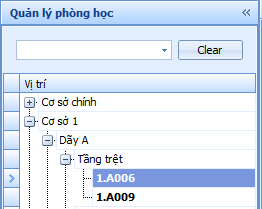 Quản lý phòng học
Clear
Vị trí
Cơ sở chính
Cơ sở 1
Dãy A
Tầng trệt
1.A006
1.A009